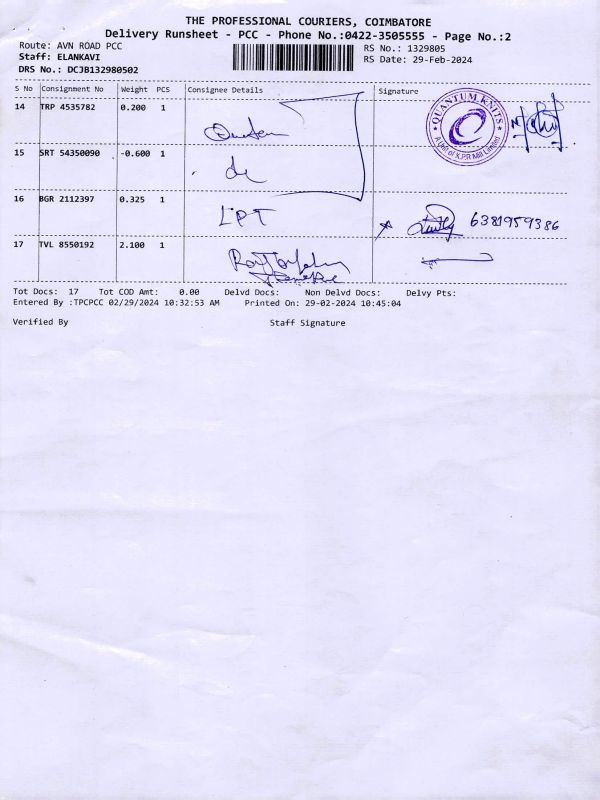 THE PROFESSIONAL COURIERS, COIMBATORE
Delivery Runsheet - PCC - Phone No.:0422-3505555 - Page No.:2
Route: AVN ROAD PCC
RS No.: 1329805
Staff: ELANKAVI
RS Date: 29-Feb-2024
DRS No.: DCJB132980502
S No Consignment No Weight PCS Consignee Details Signature
14 TRP 4535782 0.200 1
QUANTUM KNITS
A Unit of K.P.R Mill Limited
15 SRT 54350090 -0.600 1
do
16 BGR 2112397 0.325 1
LPT
6381959386
17 TVL 8550192 2.100 1
Tot Docs: 17 Tot COD Amt: 0.00 Delvd Docs: Non Delvd Docs: Delvy Pts:
Entered By :TPCPCC 02/29/2024 10:32:53 AM Printed On: 29-02-2024 10:45:04
Verified By Staff Signature